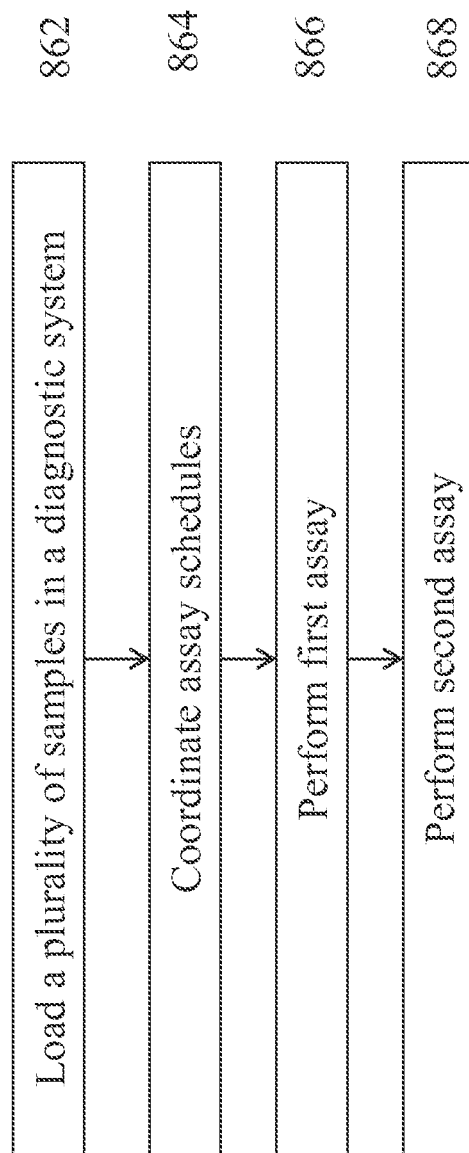 Load a plurality of samples in a diagnostic system 862
Coordinate assay schedules 864
Perform first assay 866
Perform second assay 868